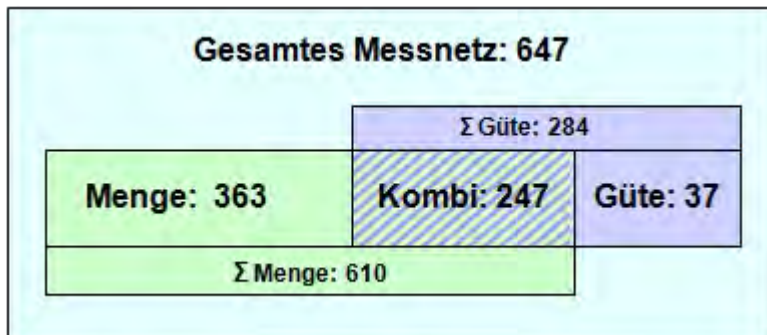 Gesamtes Messnetz: 647
Σ Güte: 284
Menge: 363 Kombi: 247 Güte: 37
Σ Menge: 610